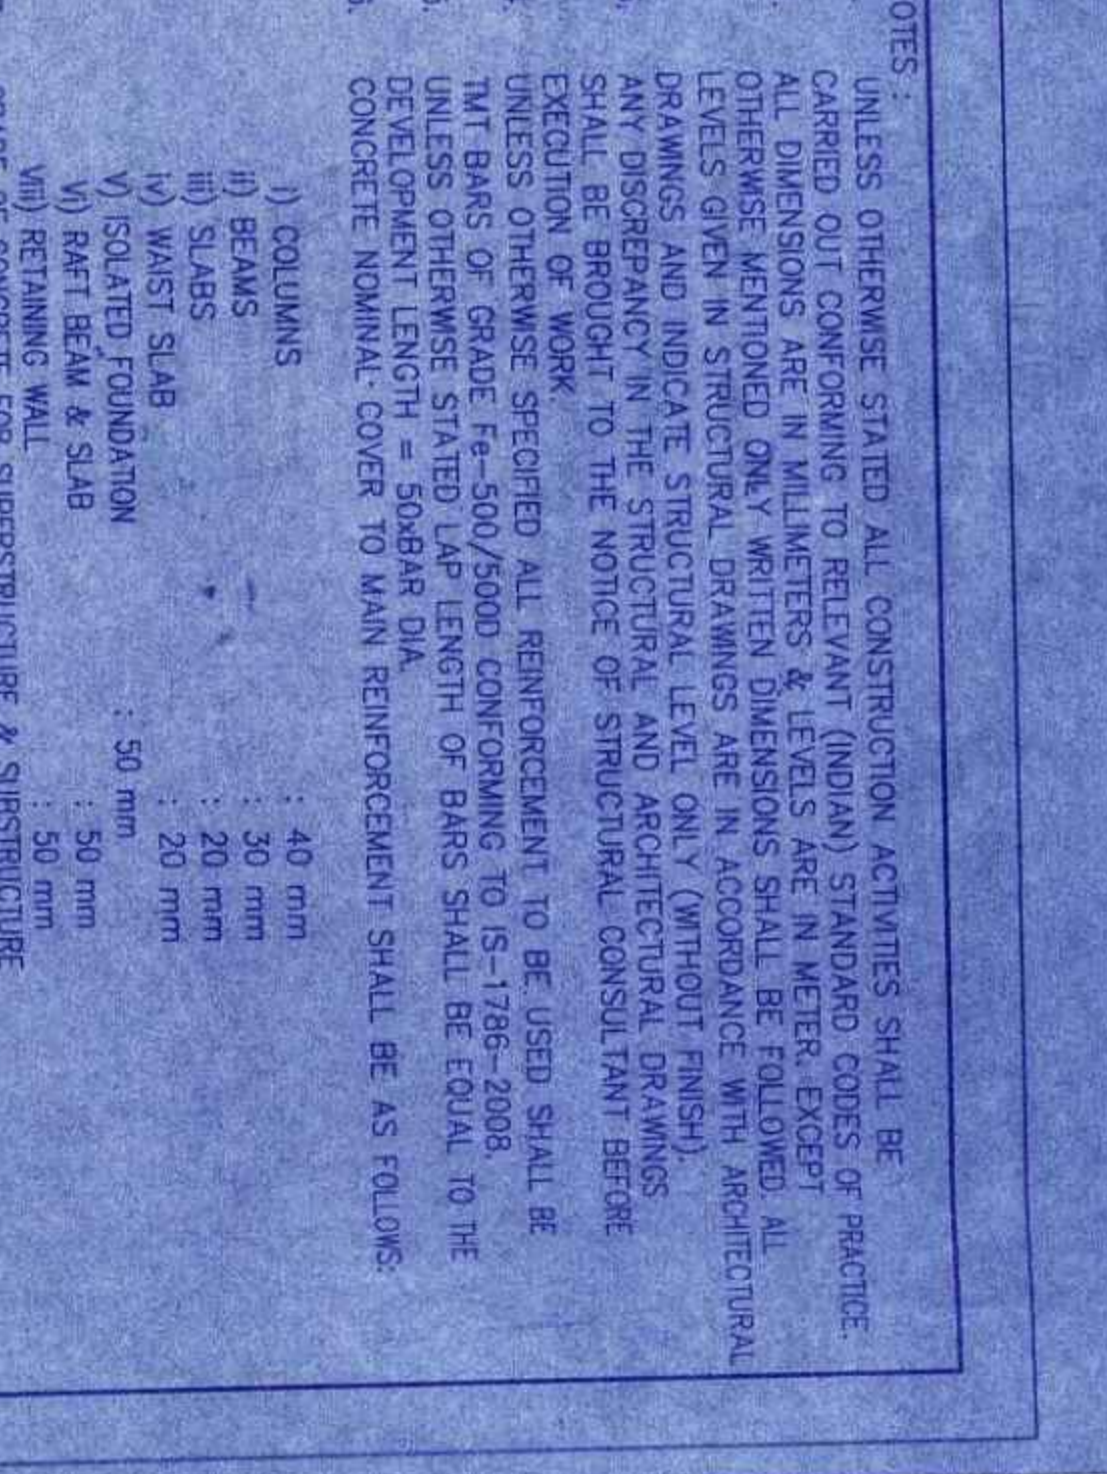 OTES :
UNLESS OTHERWISE STATED ALL CONSTRUCTION ACTIVITIES SHALL BE
CARRIED OUT CONFORMING TO RELEVANT (INDIAN) STANDARD CODES OF PRACTICE.
ALL DIMENSIONS ARE IN MILLIMETERS & LEVELS ARE IN METER. EXCEPT
OTHERWISE MENTIONED ONLY WRITTEN DIMENSIONS SHALL BE FOLLOWED. ALL
LEVELS GIVEN IN STRUCTURAL DRAWINGS ARE IN ACCORDANCE WITH ARCHITECTURAL
DRAWINGS AND INDICATE STRUCTURAL LEVEL ONLY (WITHOUT FINISH).
ANY DISCREPANCY IN THE STRUCTURAL AND ARCHITECTURAL DRAWINGS
SHALL BE BROUGHT TO THE NOTICE OF STRUCTURAL CONSULTANT BEFORE
EXECUTION OF WORK.
UNLESS OTHERWISE SPECIFIED ALL REINFORCEMENT TO BE USED SHALL BE
TMT BARS OF GRADE Fe-500/500D CONFORMING TO IS-1786-2008.
UNLESS OTHERWISE STATED LAP LENGTH OF BARS SHALL BE EQUAL TO THE
DEVELOPMENT LENGTH = 50xBAR DIA.
CONCRETE NOMINAL COVER TO MAIN REINFORCEMENT SHALL BE AS FOLLOWS:
i) COLUMNS : 40 mm
ii) BEAMS : 30 mm
iii) SLABS : 20 mm
iv) WAIST SLAB : 20 mm
v) ISOLATED FOUNDATION : 50 mm
vi) RAFT BEAM & SLAB : 50 mm
viii) RETAINING WALL : 50 mm
GRADE OF CONCRETE FOR SUPERSTRUCTURE & SUBSTRUCTURE